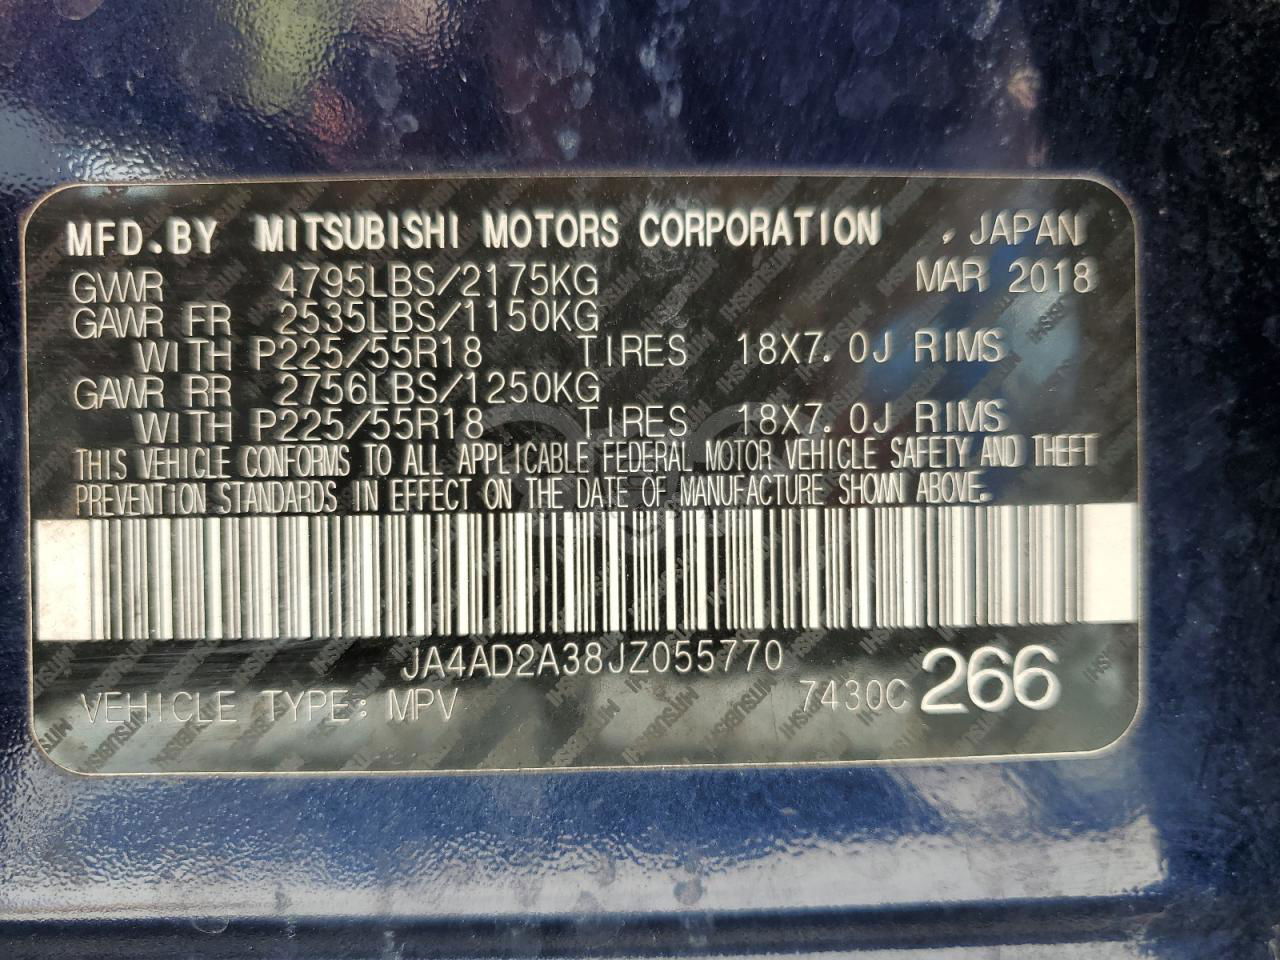 MFD.BY MITSUBISHI MOTORS CORPORATION , JAPAN
GVWR 4795LBS/2175KG MAR 2018
GAWR FR 2535LBS/1150KG
WITH P225/55R18 TIRES 18X7.0J RIMS
GAWR RR 2756LBS/1250KG
WITH P225/55R18 TIRES 18X7.0J RIMS
THIS VEHICLE CONFORMS TO ALL APPLICABLE FEDERAL MOTOR VEHICLE SAFETY AND THEFT
PREVENTION STANDARDS IN EFFECT ON THE DATE OF MANUFACTURE SHOWN ABOVE.
JA4AD2A38JZ055770
VEHICLE TYPE: MPV 7430C 266